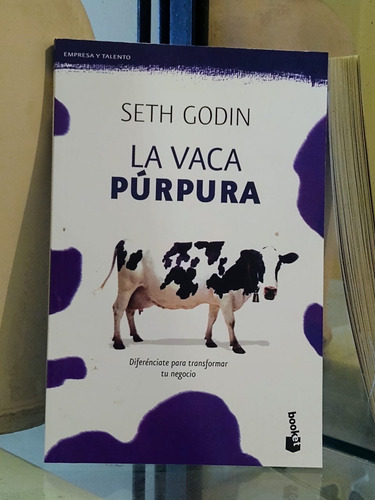 EMPRESA Y TALENTO
SETH GODIN
LA VACA
PÚRPURA
Diferénciate para transformar
tu negocio
booket